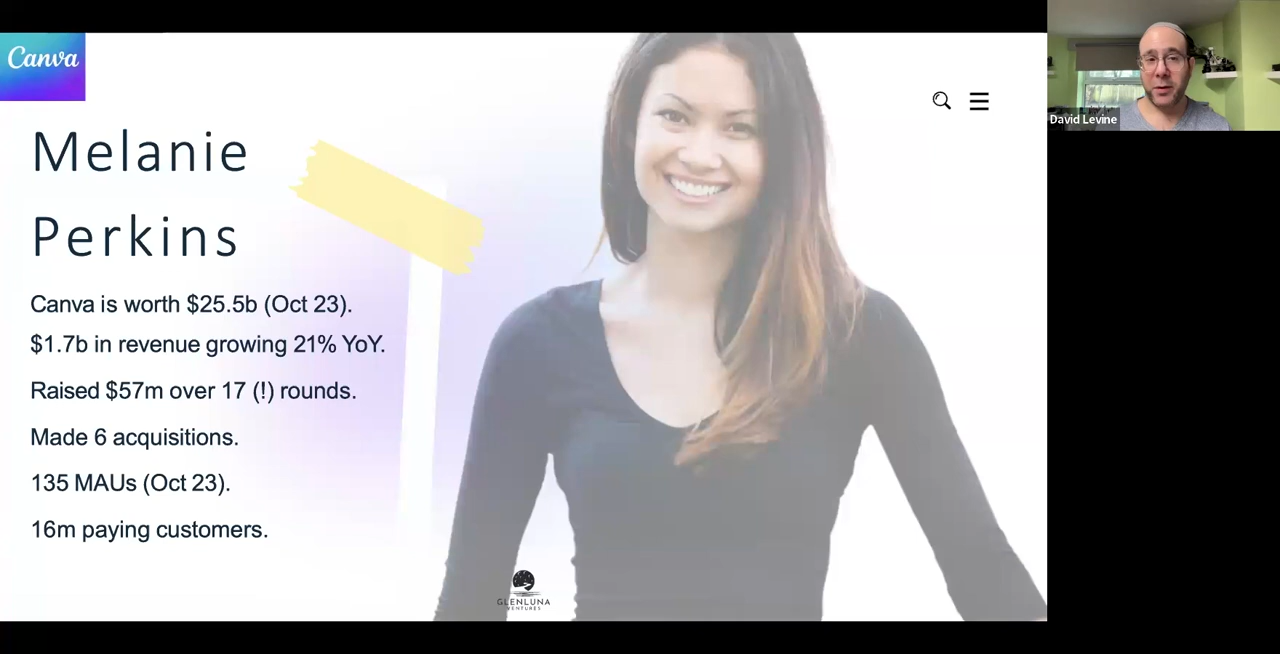 Canva
David Levine
Melanie
Perkins
Canva is worth $25.5b (Oct 23).
$1.7b in revenue growing 21% YoY.
Raised $57m over 17 (!) rounds.
Made 6 acquisitions.
135 MAUs (Oct 23).
16m paying customers.
GLENLUNA
VENTURES